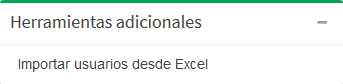 Herramientas adicionales
Importar usuarios desde Excel